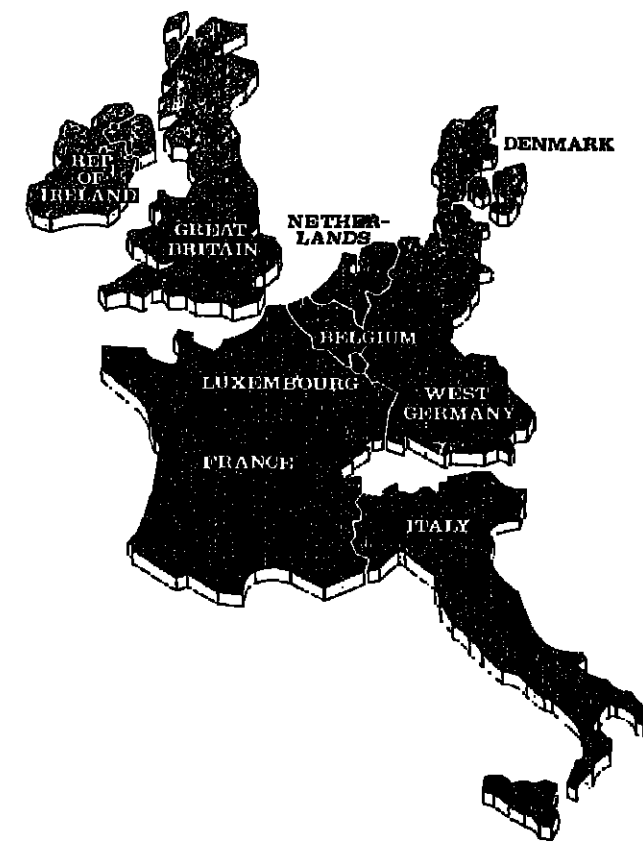 DENMARK
REP
OF
IRELAND
NETHER-
LANDS
GREAT
BRITAIN
BELGIUM
LUXEMBOURG
WEST
GERMANY
FRANCE
ITALY